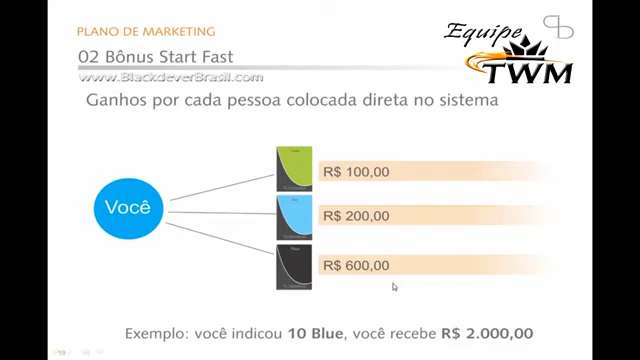 PLANO DE MARKETING
Equipe
TWM
02 Bônus Start Fast
www.BlackdeverBrasil.com
Ganhos por cada pessoa colocada direta no sistema
Você
R$ 100,00
R$ 200,00
R$ 600,00
Exemplo: você indicou 10 Blue, você recebe R$ 2.000,00